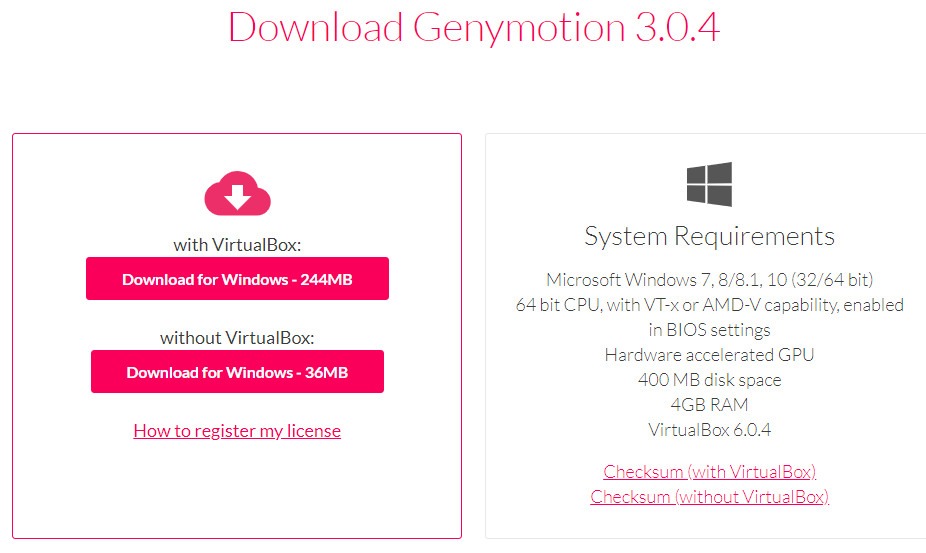 Download Genymotion 3.0.4
with VirtualBox:
Download for Windows - 244MB
without VirtualBox:
Download for Windows - 36MB
How to register my license
System Requirements
Microsoft Windows 7, 8/8.1, 10 (32/64 bit)
64 bit CPU, with VT-x or AMD-V capability, enabled
in BIOS settings
Hardware accelerated GPU
400 MB disk space
4GB RAM
VirtualBox 6.0.4
Checksum (with VirtualBox)
Checksum (without VirtualBox)